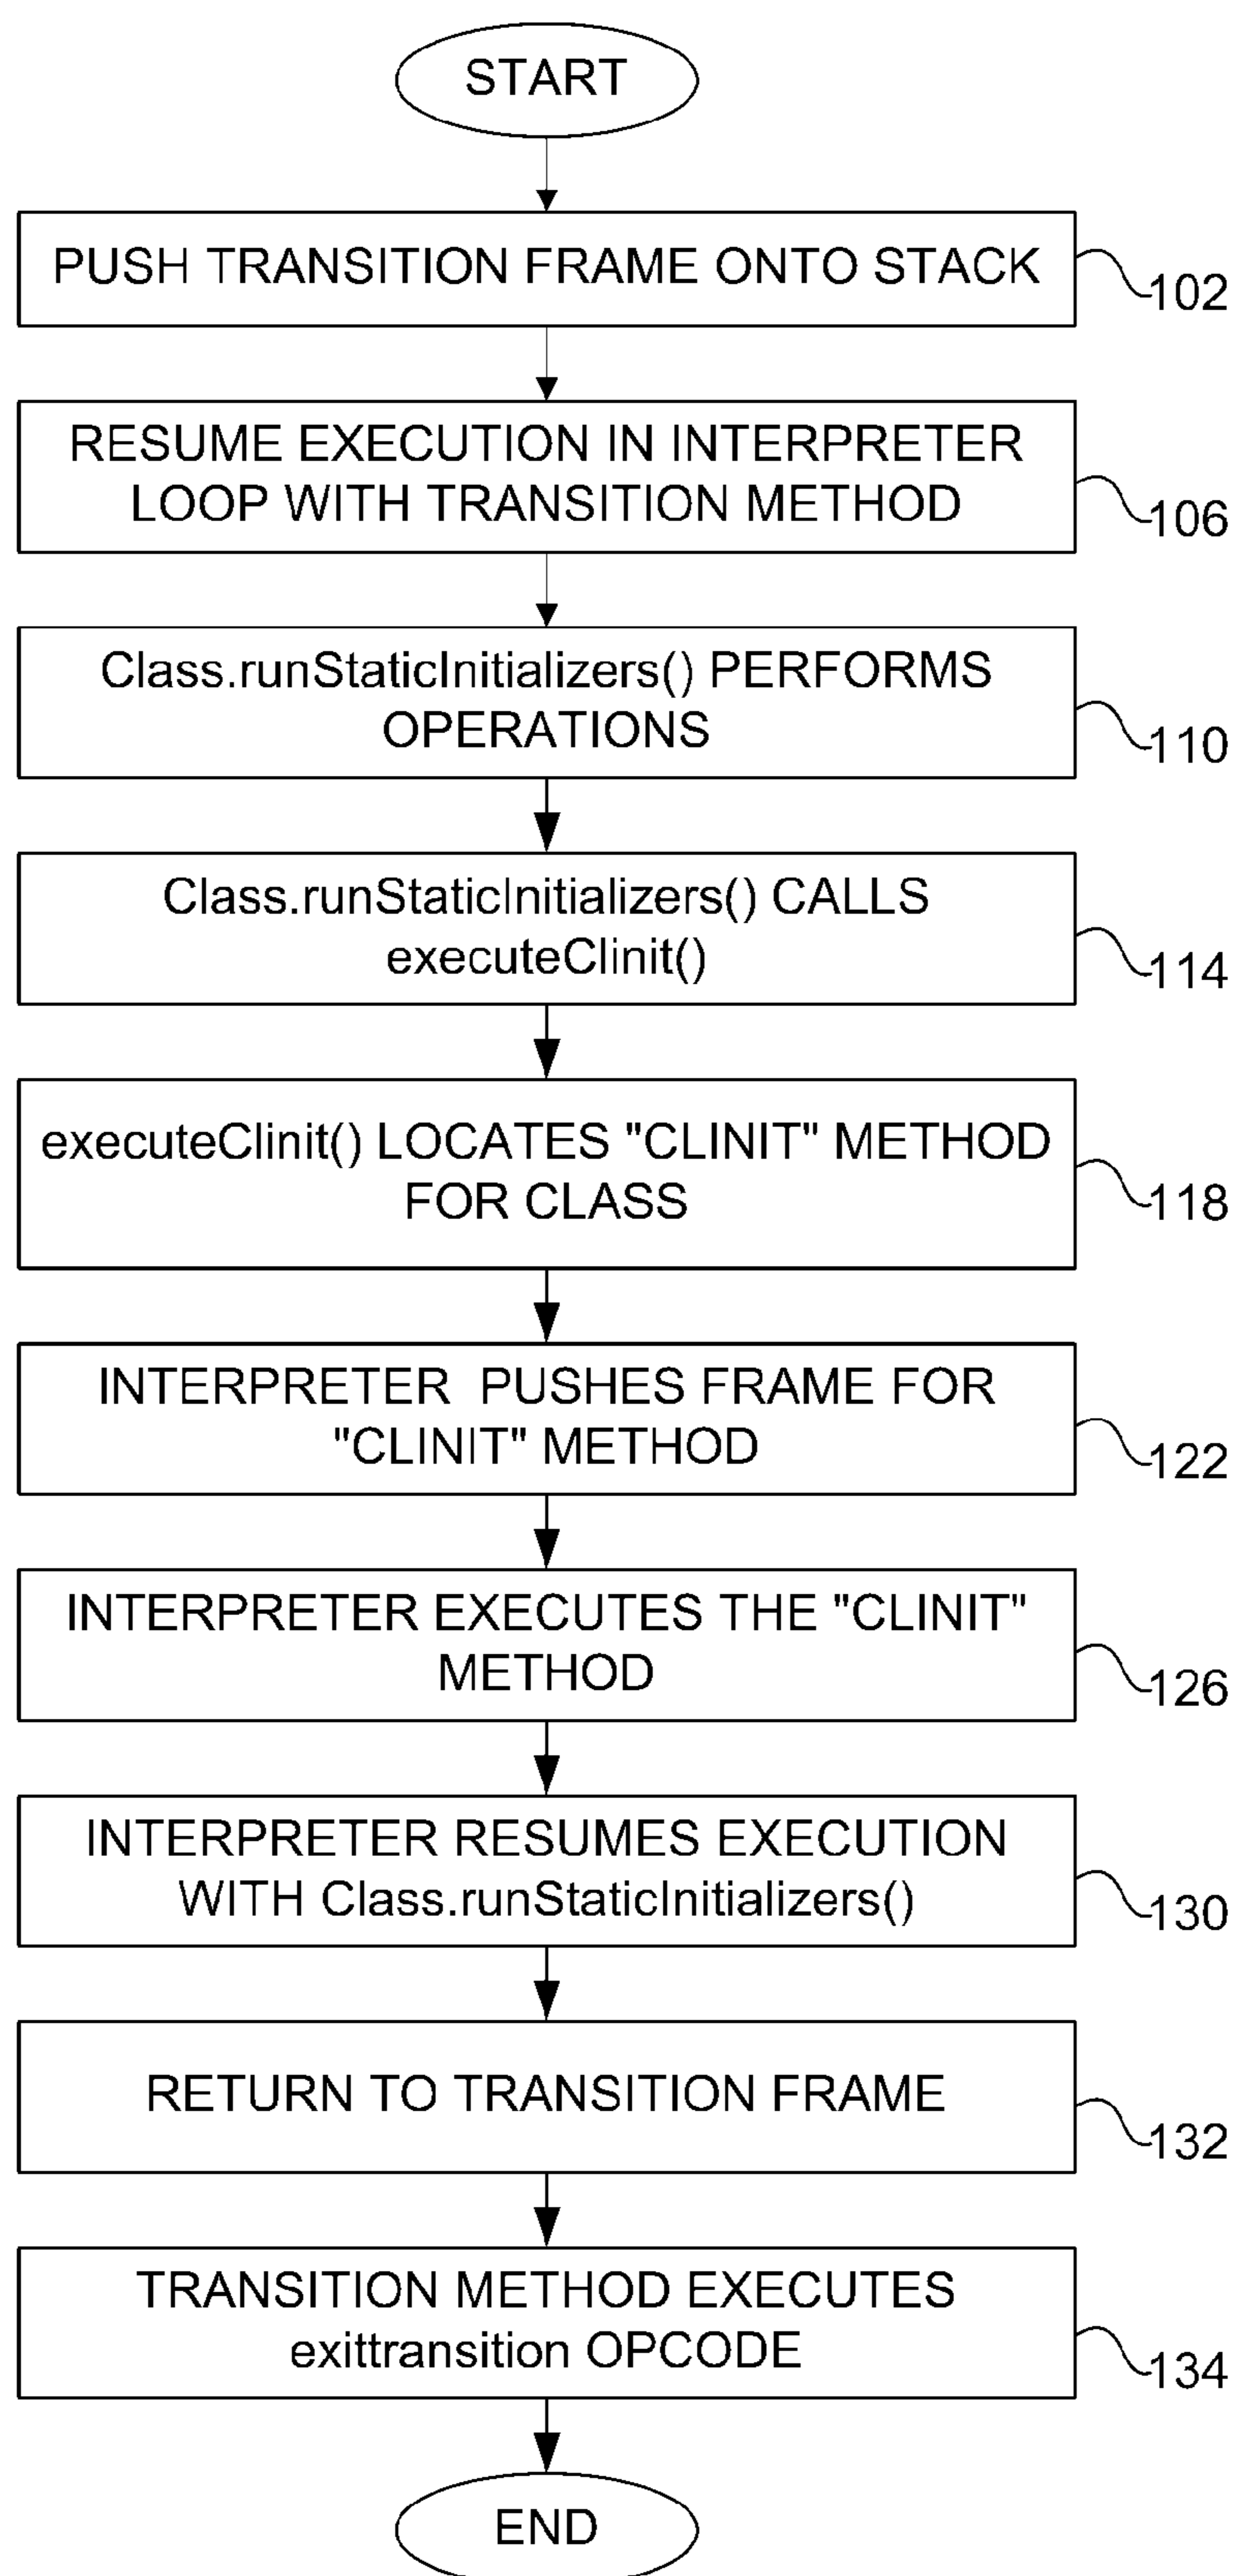 START
PUSH TRANSITION FRAME ONTO STACK
102
RESUME EXECUTION IN INTERPRETER
LOOP WITH TRANSITION METHOD
106
Class.runStaticInitializers() PERFORMS
OPERATIONS
110
Class.runStaticInitializers() CALLS
executeClinit()
114
executeClinit() LOCATES "CLINIT" METHOD
FOR CLASS
118
INTERPRETER PUSHES FRAME FOR
"CLINIT" METHOD
122
INTERPRETER EXECUTES THE "CLINIT"
METHOD
126
INTERPRETER RESUMES EXECUTION
WITH Class.runStaticInitializers()
130
RETURN TO TRANSITION FRAME
132
TRANSITION METHOD EXECUTES
exittransition OPCODE
134
END